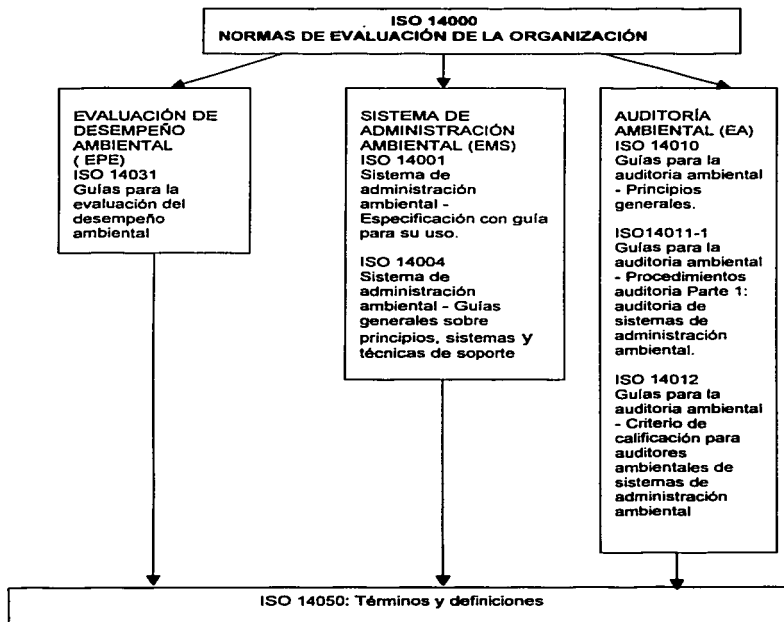 ISO 14000
NORMAS DE EVALUACIÓN DE LA ORGANIZACIÓN
EVALUACIÓN DE
DESEMPEÑO
AMBIENTAL
( EPE)
ISO 14031
Guías para la
evaluación del
desempeño
ambiental
SISTEMA DE
ADMINISTRACIÓN
AMBIENTAL (EMS)
ISO 14001
Sistema de
administración
ambiental -
Especificación con guía
para su uso.
ISO 14004
Sistema de
administración
ambiental - Guías
generales sobre
principios, sistemas y
técnicas de soporte
AUDITORÍA
AMBIENTAL (EA)
ISO 14010
Guías para la
auditoria ambiental
- Principios
generales.
ISO14011-1
Guías para la
auditoria ambiental
- Procedimientos
auditoria Parte 1:
auditoria de
sistemas de
administración
ambiental.
ISO 14012
Guías para la
auditoria ambiental
- Criterio de
calificación para
auditores
ambientales de
sistemas de
administración
ambiental
ISO 14050: Términos y definiciones